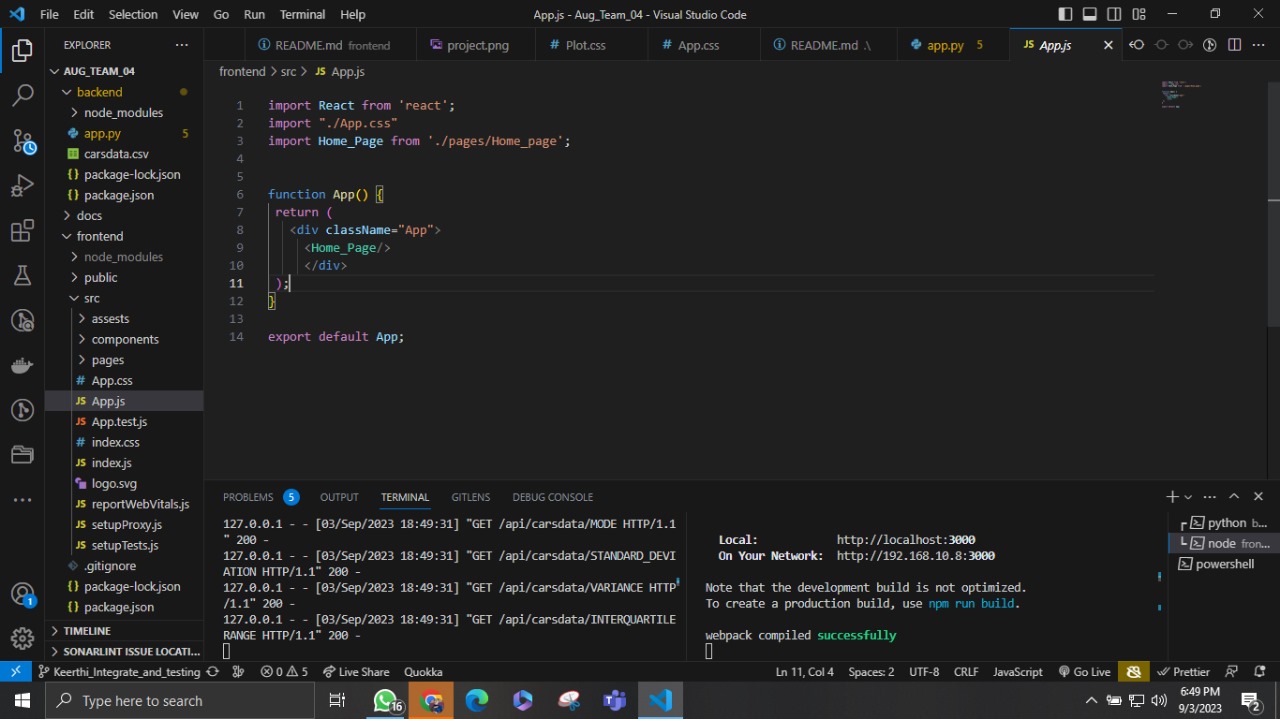 File Edit Selection View Go Run Terminal Help App.js - Aug_Team_04 - Visual Studio Code
EXPLORER
README.md frontend project.png Plot.css App.css README.md .\ app.py 5 App.js
AUG_TEAM_04
backend
node_modules
app.py 5
carsdata.csv
package-lock.json
package.json
docs
frontend
node_modules
public
src
assests
components
pages
App.css
App.js
App.test.js
index.css
index.js
logo.svg
reportWebVitals.js
setupProxy.js
setupTests.js
.gitignore
package-lock.json
package.json
TIMELINE
SONARLINT ISSUE LOCATI...
frontend > src > App.js
1 import React from 'react';
2 import "./App.css"
3 import Home_Page from './pages/Home_page';
4
5
6 function App() {
7 return (
8 <div className="App">
9 <Home_Page/>
10 </div>
11 );
12 }
13
14 export default App;
PROBLEMS 5 OUTPUT TERMINAL GITLENS DEBUG CONSOLE
127.0.0.1 - - [03/Sep/2023 18:49:31] "GET /api/carsdata/MODE HTTP/1.1
" 200 -
127.0.0.1 - - [03/Sep/2023 18:49:31] "GET /api/carsdata/STANDARD_DEVI
ATION HTTP/1.1" 200 -
127.0.0.1 - - [03/Sep/2023 18:49:31] "GET /api/carsdata/VARIANCE HTTP
/1.1" 200 -
127.0.0.1 - - [03/Sep/2023 18:49:31] "GET /api/carsdata/INTERQUARTILE
RANGE HTTP/1.1" 200 -
Local: http://localhost:3000
On Your Network: http://192.168.10.8:3000
Note that the development build is not optimized.
To create a production build, use npm run build.
webpack compiled successfully
python b...
node fron...
powershell
1
Keerthi_Integrate_and_testing 0 5 Live Share Quokka Ln 11, Col 4 Spaces: 2 UTF-8 CRLF JavaScript Go Live Prettier
Type here to search 16 6:49 PM
9/3/2023 2